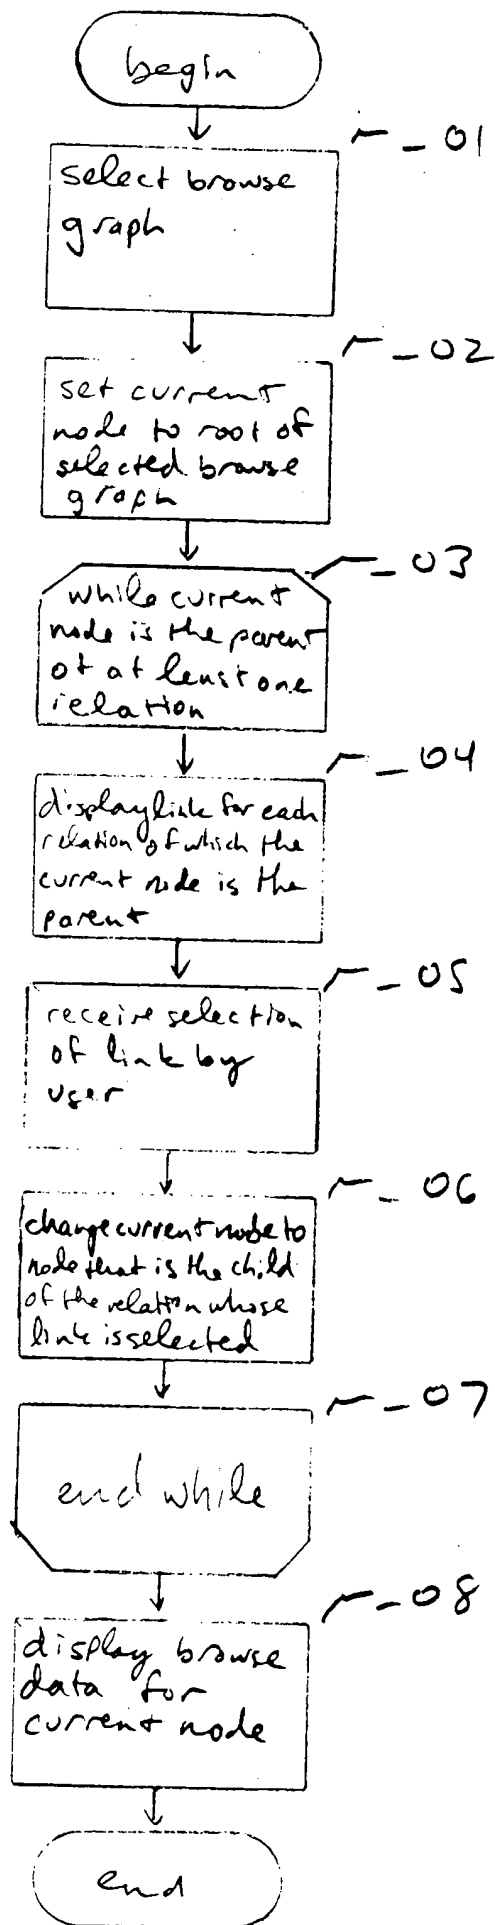 begin
_ 01
select browse
graph
_ 02
set current
node to root of
selected browse
graph
_ 03
while current
node is the parent
of at least one
relation
_ 04
display link for each
relation of which the
current node is the
parent
_ 05
receive selection
of link by
user
_ 06
change current node to
node that is the child
of the relation whose
link is selected
_ 07
end while
_ 08
display browse
data for
current node
end